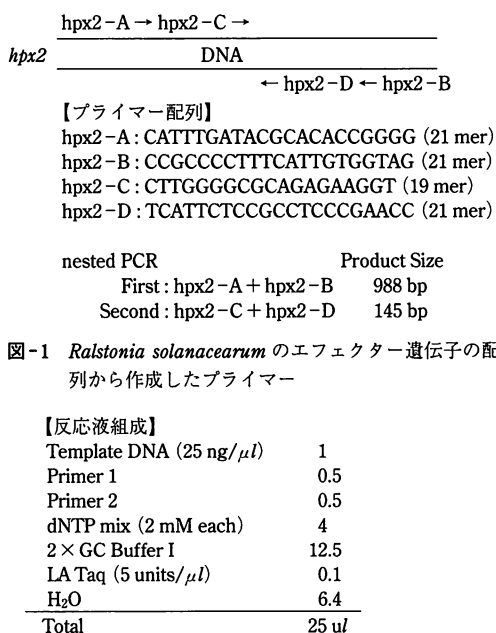 hpx2-A → hpx2-C →
hpx2 DNA
← hpx2-D ← hpx2-B
【プライマー配列】
hpx2-A : CATTTGATACGCACACCGGGG (21 mer)
hpx2-B : CCGCCCCTTTCATTGTGGTAG (21 mer)
hpx2-C : CTTGGGGCGCAGAGAAGGT (19 mer)
hpx2-D : TCATTCTCCGCCTCCCGAACC (21 mer)
nested PCR Product Size
First : hpx2-A+hpx2-B 988 bp
Second : hpx2-C+hpx2-D 145 bp
図-1 Ralstonia solanacearum のエフェクター遺伝子の配
列から作成したプライマー
【反応液組成】
Template DNA (25 ng/μl) 1
Primer 1 0.5
Primer 2 0.5
dNTP mix (2 mM each) 4
2×GC Buffer I 12.5
LA Taq (5 units/μl) 0.1
H₂O 6.4
Total 25 ul